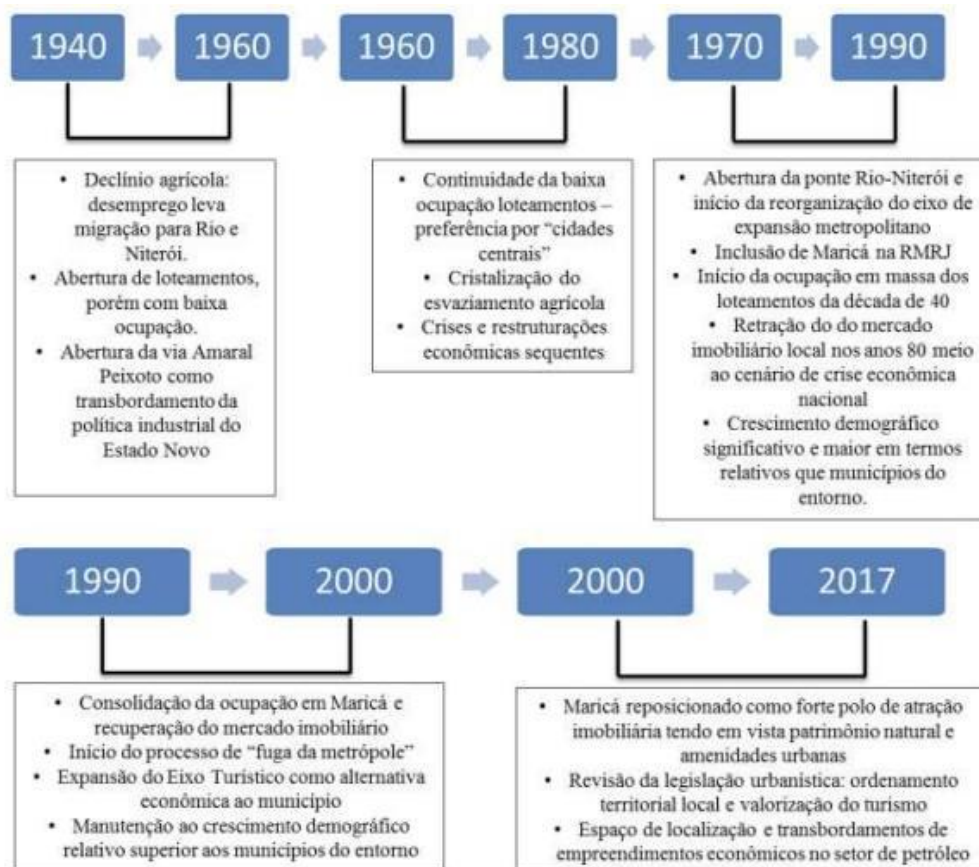 1940
1960
1960
1980
1970
1990
• Declínio agrícola:
desemprego leva
migração para Rio e
Niterói.
• Abertura de loteamentos,
porém com baixa
ocupação.
• Abertura da via Amaral
Peixoto como
transbordamento da
política industrial do
Estado Novo
• Continuidade da baixa
ocupação loteamentos –
preferência por “cidades
centrais”
• Cristalização do
esvaziamento agrícola
• Crises e restruturações
econômicas sequentes
• Abertura da ponte Rio-Niterói e
início da reorganização do eixo de
expansão metropolitano
• Inclusão de Maricá na RMRJ
• Início da ocupação em massa dos
loteamentos da década de 40
• Retração do do mercado
imobiliário local nos anos 80 meio
ao cenário de crise econômica
nacional
• Crescimento demográfico
significativo e maior em termos
relativos que municípios do
entorno.
1990
2000
2000
2017
• Consolidação da ocupação em Maricá e
recuperação do mercado imobiliário
• Início do processo de “fuga da metrópole”
• Expansão do Eixo Turístico como alternativa
econômica ao município
• Manutenção ao crescimento demográfico
relativo superior aos municípios do entorno
• Maricá reposicionado como forte polo de atração
imobiliária tendo em vista patrimônio natural e
amenidades urbanas
• Revisão da legislação urbanística: ordenamento
territorial local e valorização do turismo
• Espaço de localização e transbordamentos de
empreendimentos econômicos no setor de petróleo